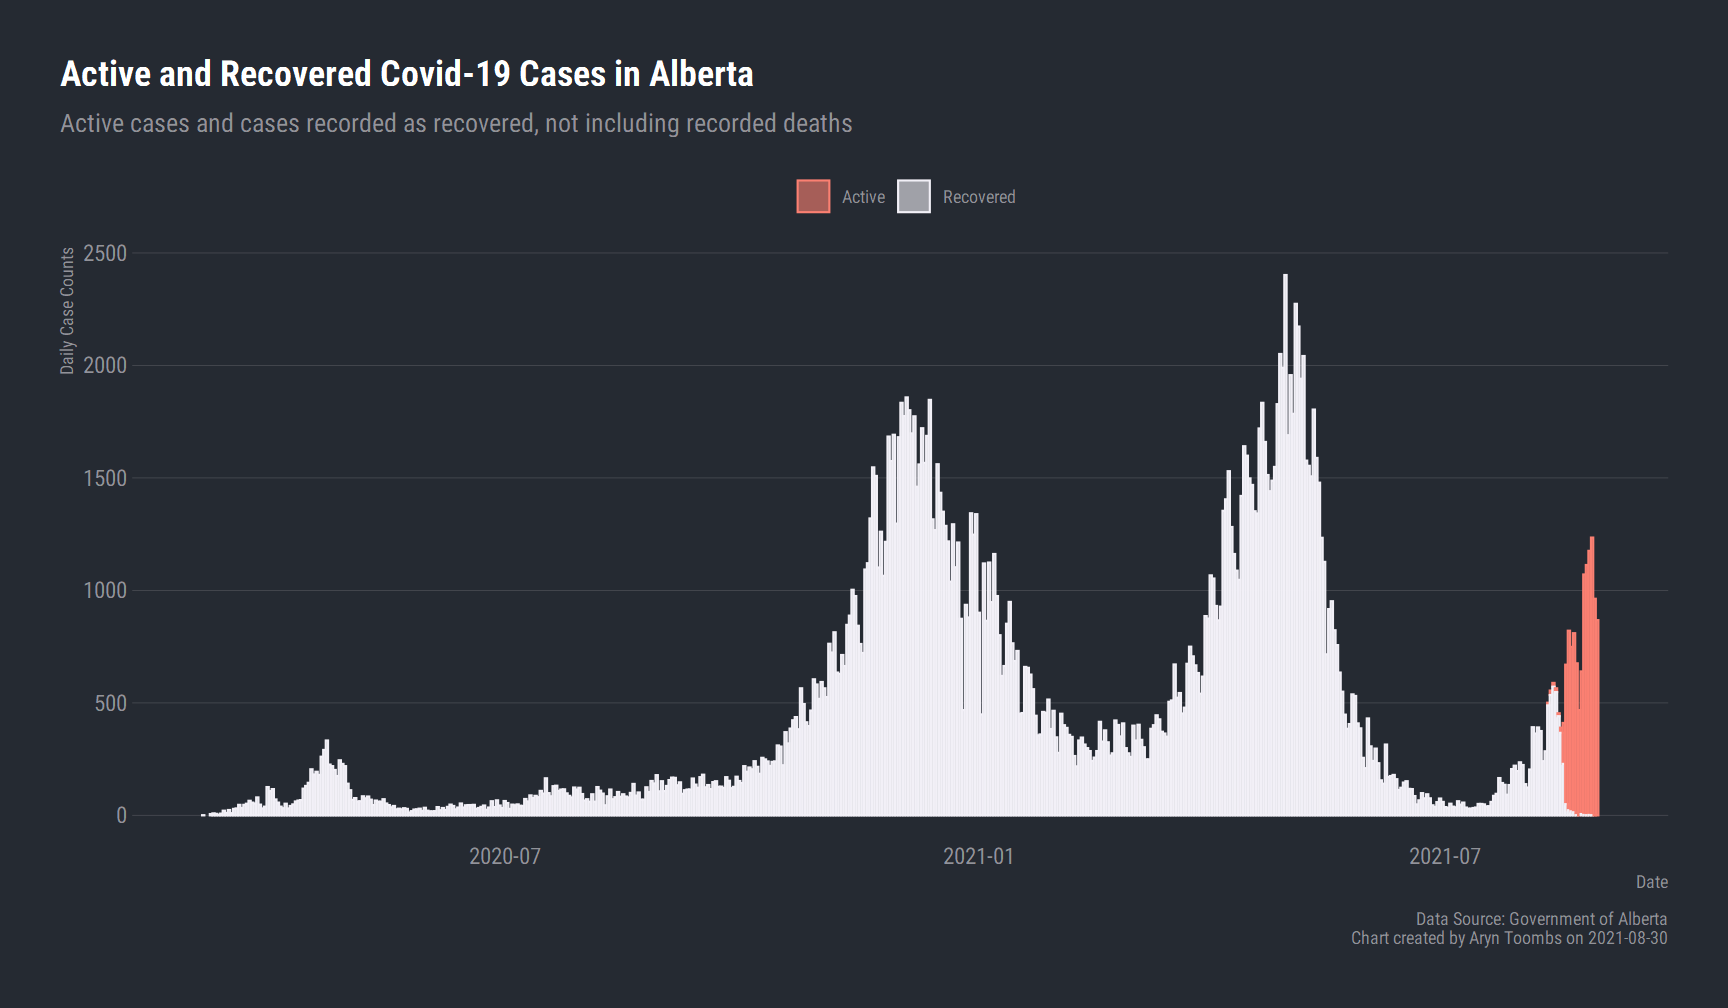 Active and Recovered Covid-19 Cases in Alberta
Active cases and cases recorded as recovered, not including recorded deaths
Active
Recovered
Daily Case Counts
2500
2000
1500
1000
500
0
2020-07
2021-01
2021-07
Date
Data Source: Government of Alberta
Chart created by Aryn Toombs on 2021-08-30